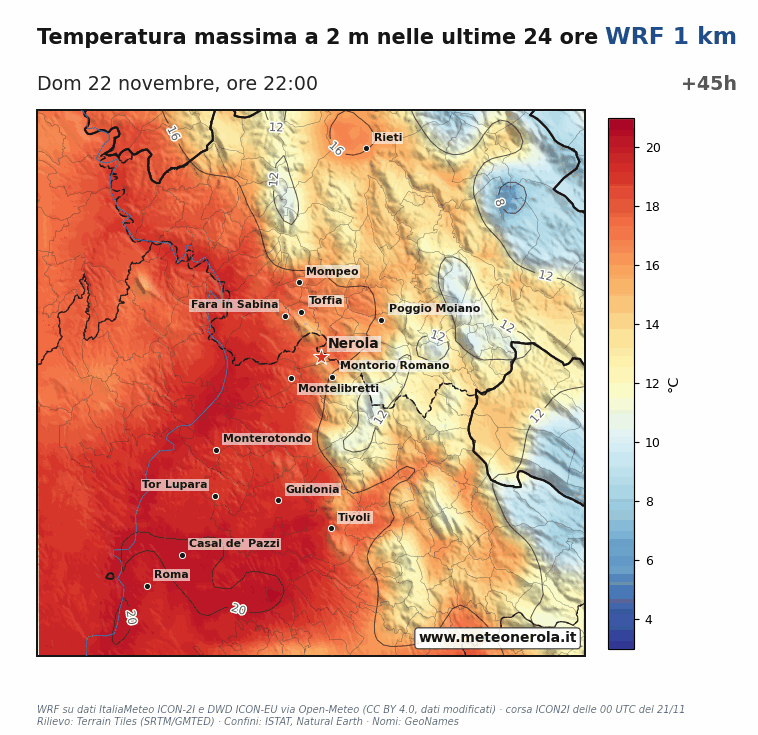 Temperatura massima a 2 m nelle ultime 24 ore WRF 1 km
Dom 22 novembre, ore 22:00 +45h
16
12
Rieti
16
12
8
12
Mompeo
Toffia
Fara in Sabina
Poggio Moiano
12
12
Nerola
Montorio Romano
Montelibretti
12
12
Monterotondo
Tor Lupara
Guidonia
Tivoli
Casal de' Pazzi
Roma
20
20
www.meteonerola.it
20
18
16
14
12
10
8
6
4
°C
WRF su dati ItaliaMeteo ICON-2I e DWD ICON-EU via Open-Meteo (CC BY 4.0, dati modificati) · corsa ICON2I delle 00 UTC del 21/11
Rilievo: Terrain Tiles (SRTM/GMTED) · Confini: ISTAT, Natural Earth · Nomi: GeoNames